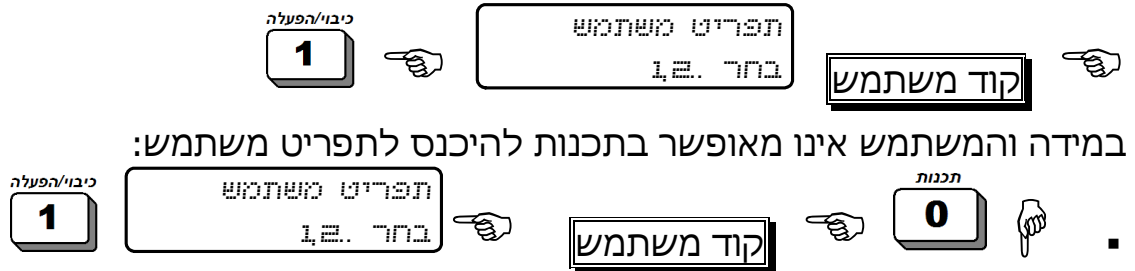 קוד משתמש
תפריט משתמש
בחר 1,2..
כיבוי/הפעלה
1
במידה והמשתמש אינו מאופשר בתכנות להיכנס לתפריט משתמש:
תכנות
0
קוד משתמש
תפריט משתמש
בחר 1,2..
כיבוי/הפעלה
1